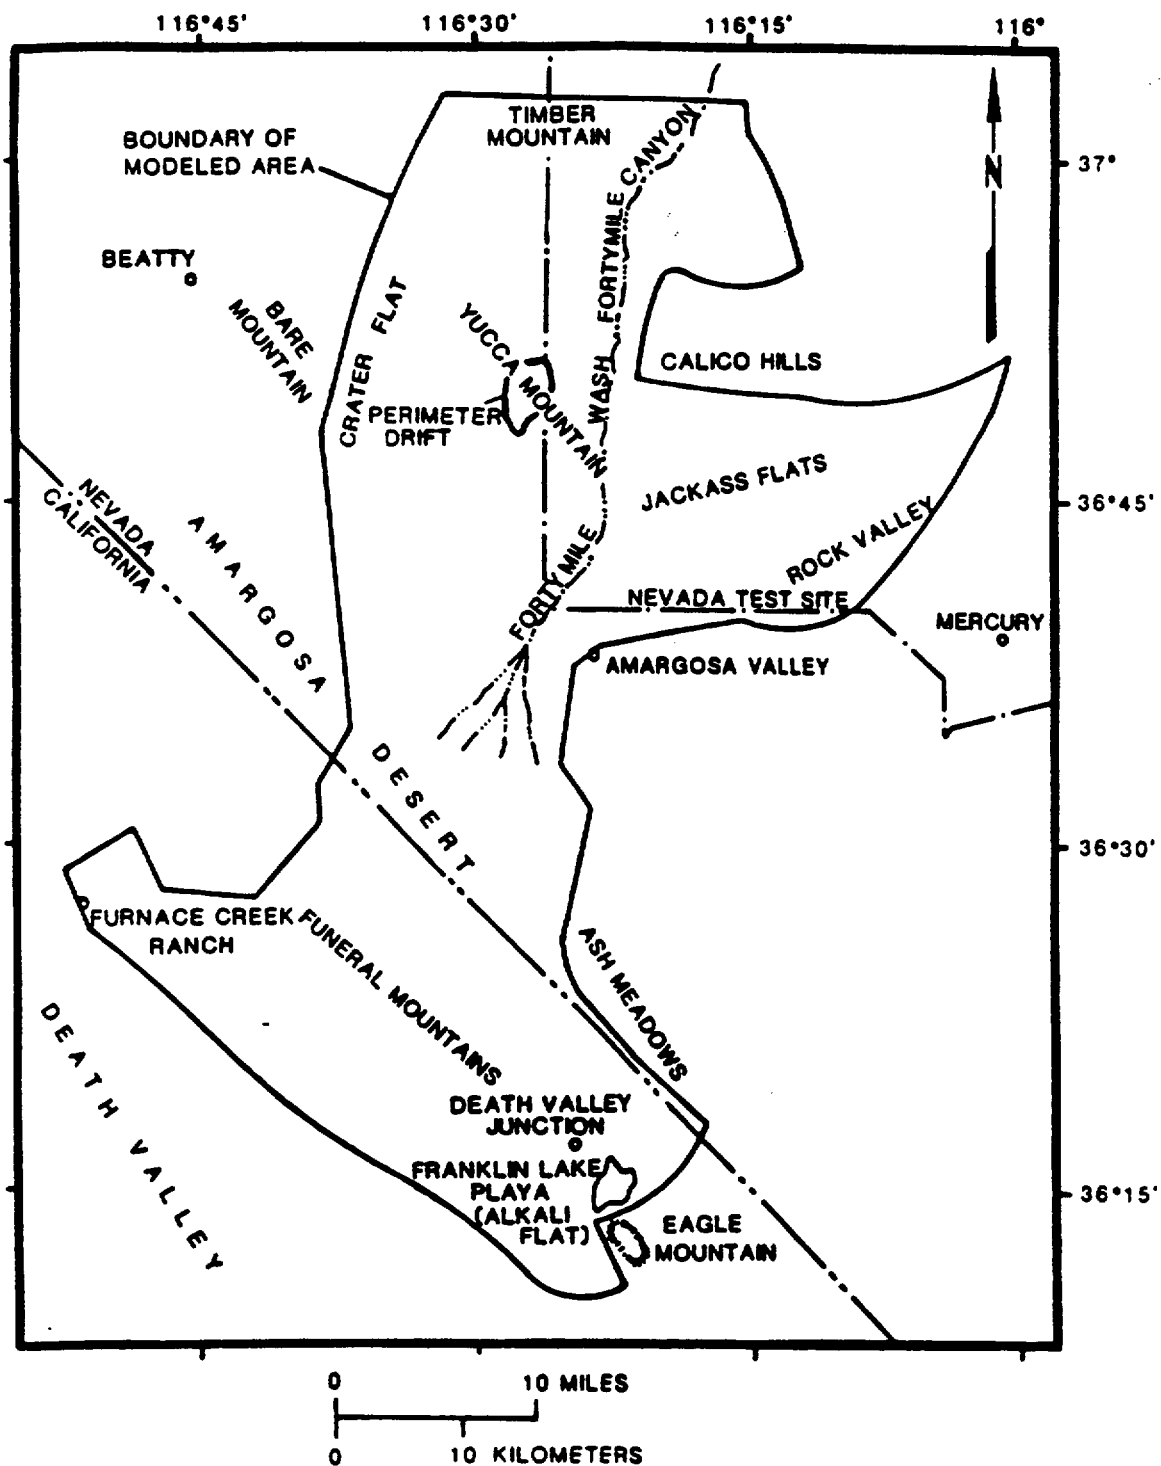 116°45'
116°30'
116°15'
116°
TIMBER
MOUNTAIN
BOUNDARY OF
MODELED AREA
FORTYMILE CANYON
37°
N
BEATTY
BARE
MOUNTAIN
CRATER FLAT
YUCCA MOUNTAIN
WASH
CALICO HILLS
PERIMETER
DRIFT
JACKASS FLATS
36°45'
NEVADA
CALIFORNIA
AMARGOSA
ROCK VALLEY
FORTYMILE
NEVADA TEST SITE
MERCURY
AMARGOSA VALLEY
DESERT
36°30'
FURNACE CREEK
RANCH
FUNERAL MOUNTAINS
ASH MEADOWS
DEATH VALLEY
DEATH VALLEY
JUNCTION
FRANKLIN LAKE
PLAYA
(ALKALI
FLAT)
36°15'
EAGLE
MOUNTAIN
0
10 MILES
0
10 KILOMETERS